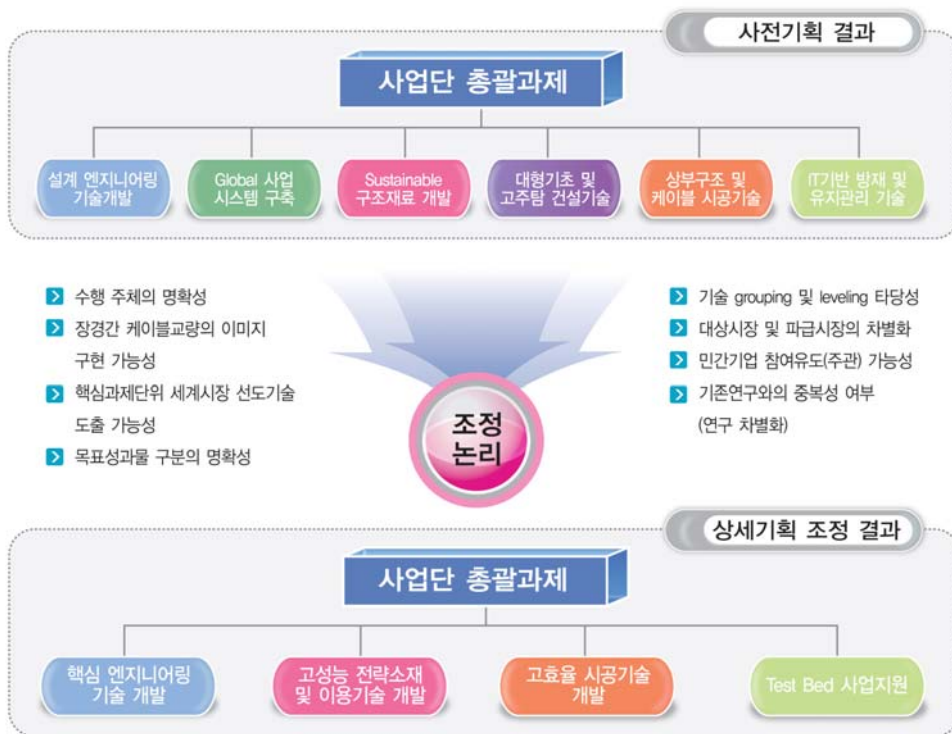 사전기획 결과
사업단 총괄과제
설계 엔지니어링
기술개발
Global 사업
시스템 구축
Sustainable
구조재료 개발
대형기초 및
고주탑 건설기술
상부구조 및
케이블 시공기술
IT기반 방재 및
유지관리 기술
수행 주체의 명확성
장경간 케이블교량의 이미지
구현 가능성
핵심과제단위 세계시장 선도기술
도출 가능성
목표성과물 구분의 명확성
조정
논리
기술 grouping 및 leveling 타당성
대상시장 및 파급시장의 차별화
민간기업 참여유도(주관) 가능성
기존연구와의 중복성 여부
(연구 차별화)
상세기획 조정 결과
사업단 총괄과제
핵심 엔지니어링
기술 개발
고성능 전략소재
및 이용기술 개발
고효율 시공기술
개발
Test Bed 사업지원